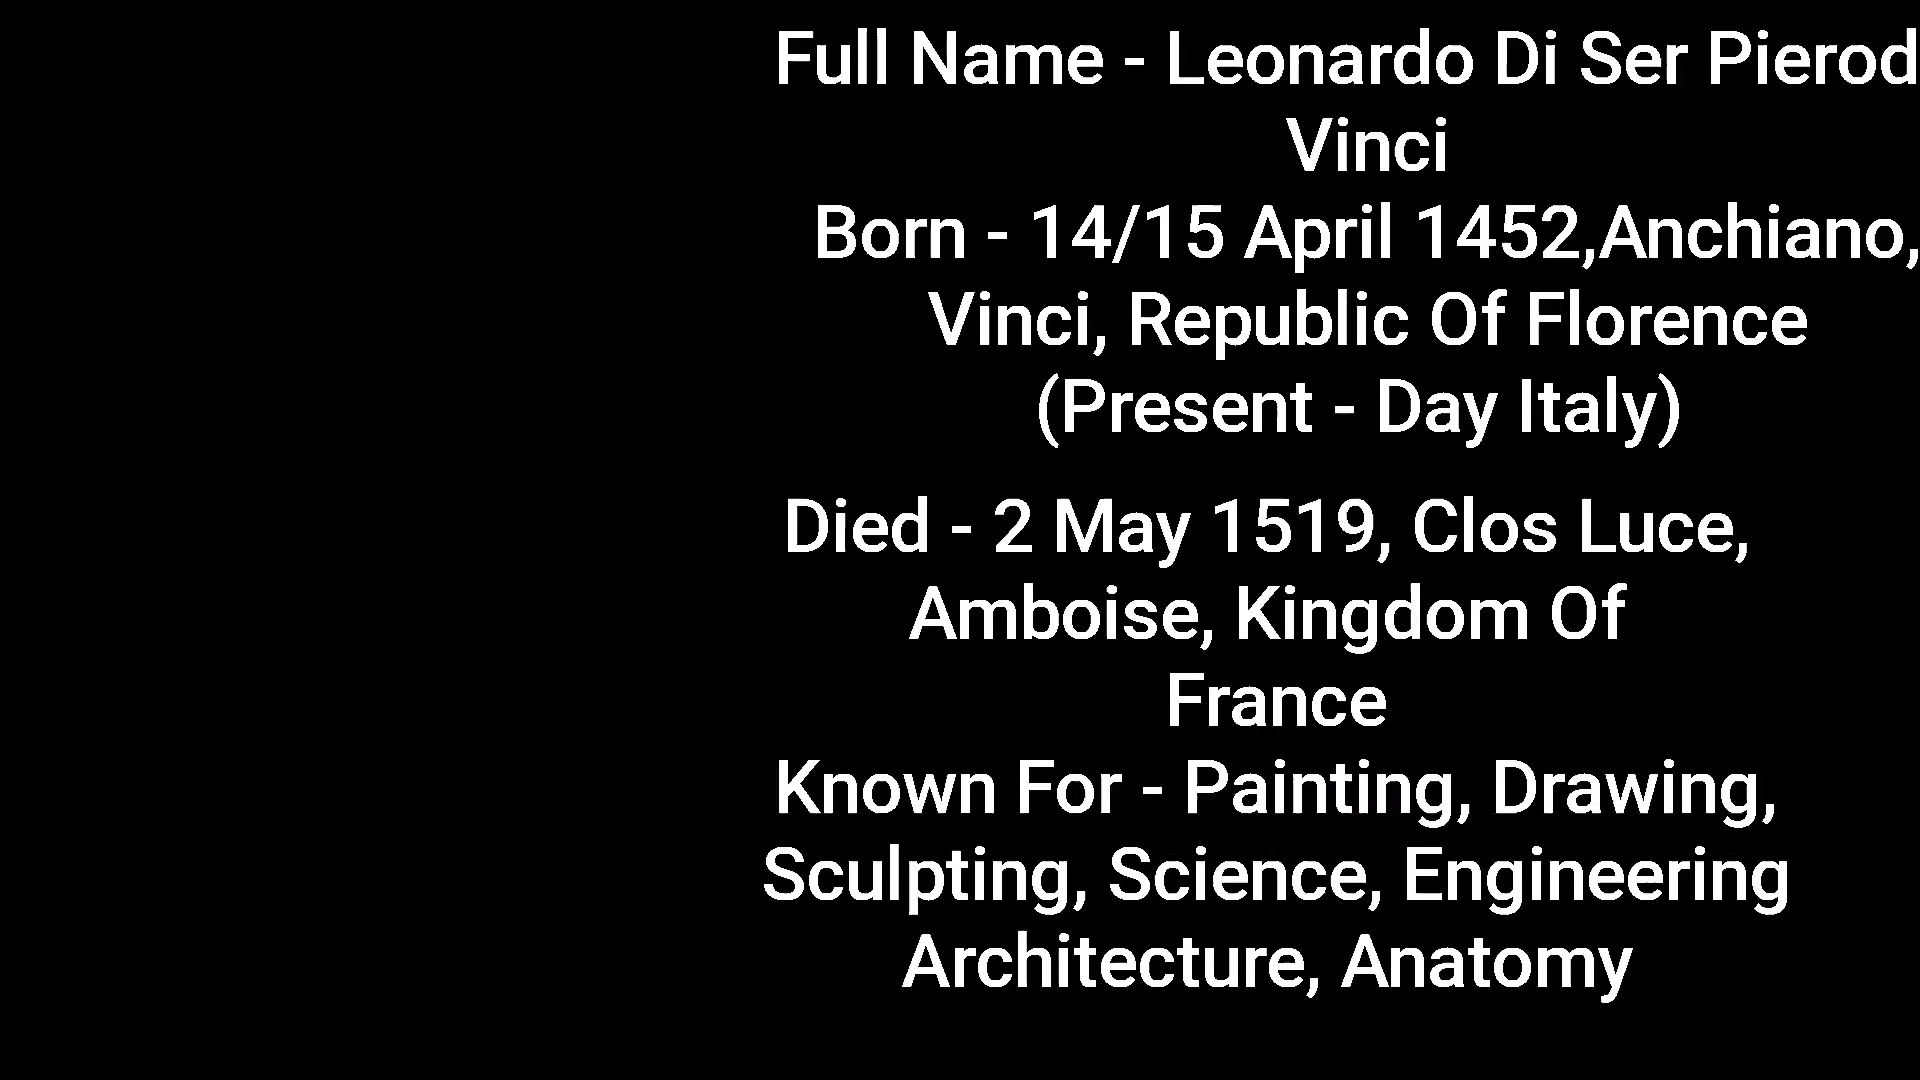 Full Name - Leonardo Di Ser Pierod
Vinci
Born - 14/15 April 1452,Anchiano,
Vinci, Republic Of Florence
(Present - Day Italy)
Died - 2 May 1519, Clos Luce,
Amboise, Kingdom Of
France
Known For - Painting, Drawing,
Sculpting, Science, Engineering
Architecture, Anatomy